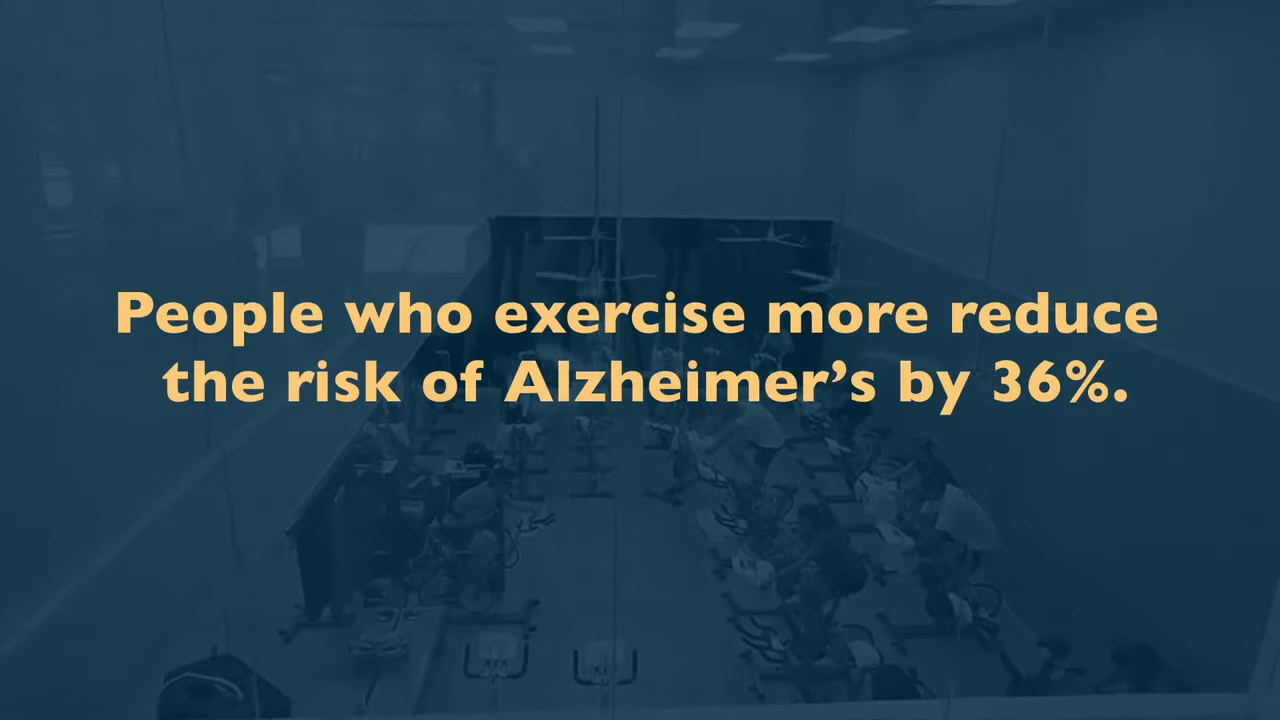 People who exercise more reduce
the risk of Alzheimer’s by 36%.